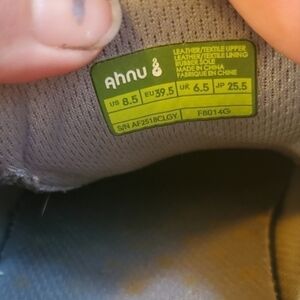 Ahnu
LEATHER/TEXTILE UPPER
LEATHER/TEXTILE LINING
RUBBER SOLE
MADE IN CHINA
FABRIQUE EN CHINE
US 8.5 EU 39.5 UK 6.5 JP 25.5
S/N AF2518CLGY FB014G